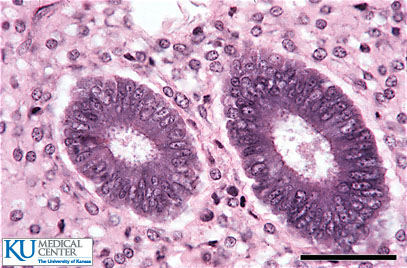 KU MEDICAL
CENTER
The University of Kansas